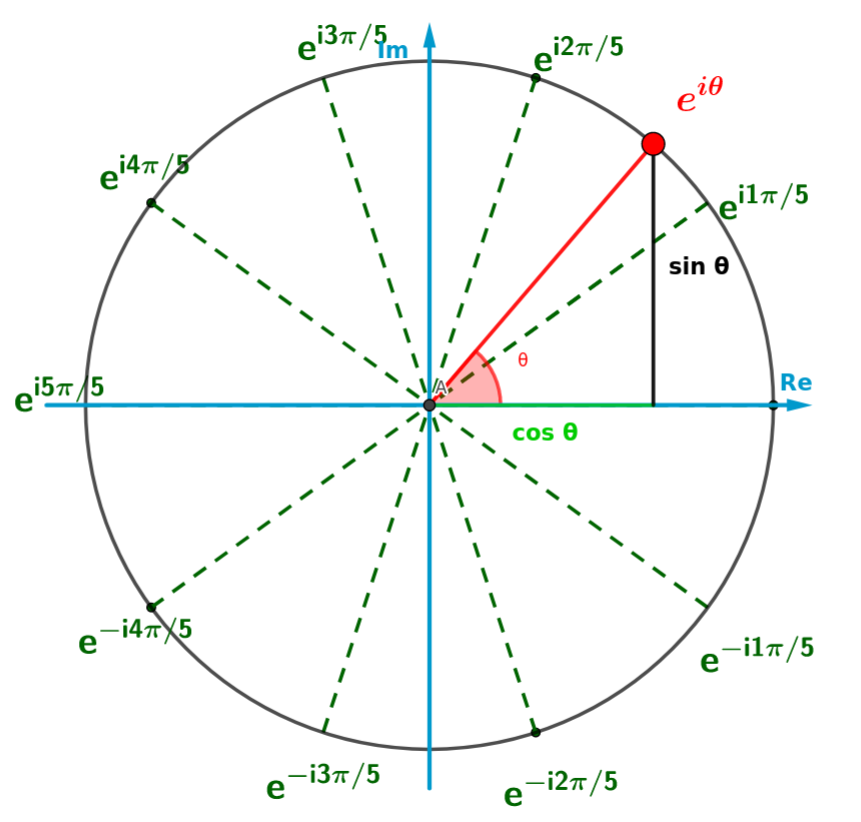 e^{i3π/5}
Im
e^{i2π/5}
e^{iθ}
e^{i4π/5}
e^{i1π/5}
sin θ
θ
A
Re
e^{i5π/5}
cos θ
e^{−i4π/5}
e^{−i1π/5}
e^{−i3π/5}
e^{−i2π/5}